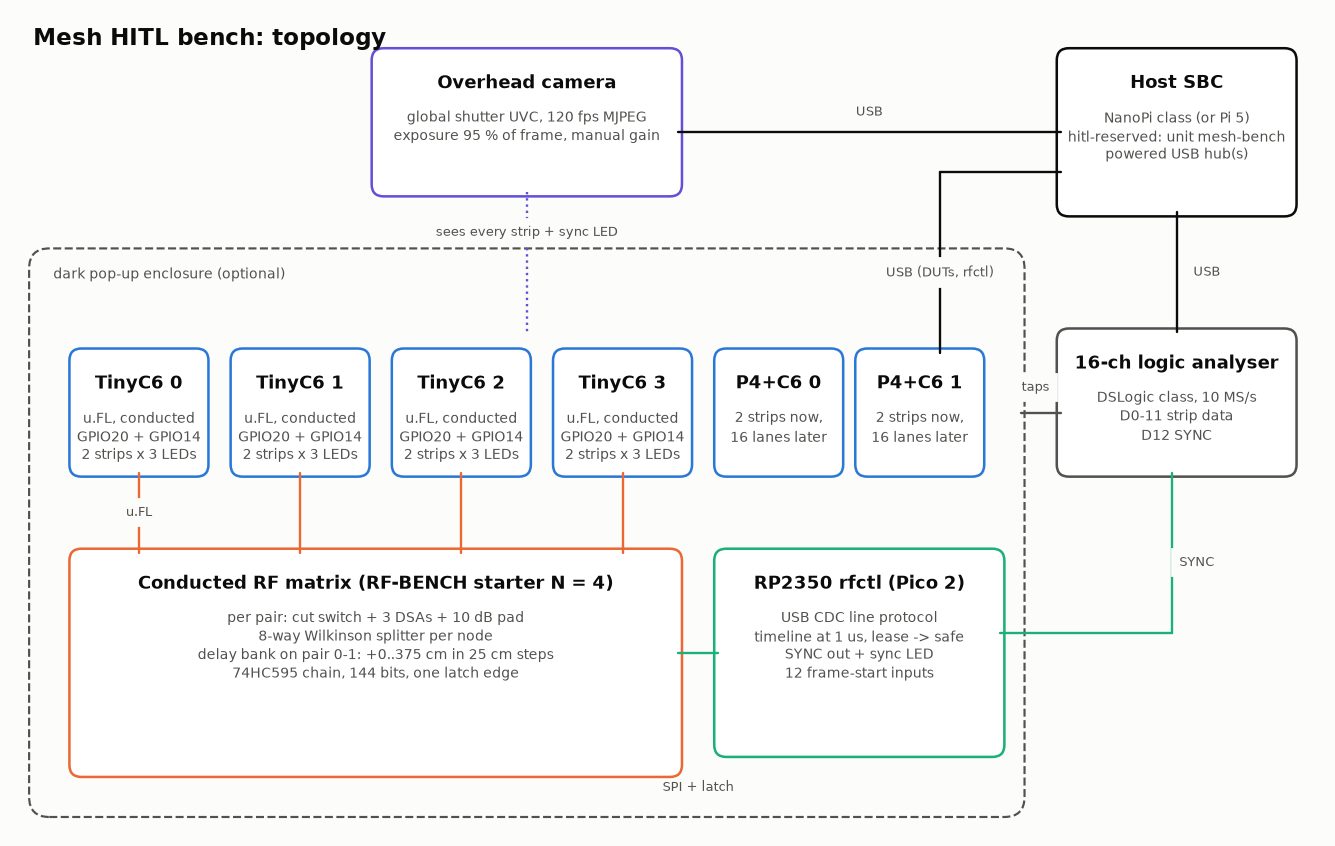 Mesh HITL bench: topology
Overhead camera
global shutter UVC, 120 fps MJPEG
exposure 95 % of frame, manual gain
USB
Host SBC
NanoPi class (or Pi 5)
hitl-reserved: unit mesh-bench
powered USB hub(s)
sees every strip + sync LED
dark pop-up enclosure (optional)
USB (DUTs, rfctl)
USB
TinyC6 0
u.FL, conducted
GPIO20 + GPIO14
2 strips x 3 LEDs
TinyC6 1
u.FL, conducted
GPIO20 + GPIO14
2 strips x 3 LEDs
TinyC6 2
u.FL, conducted
GPIO20 + GPIO14
2 strips x 3 LEDs
TinyC6 3
u.FL, conducted
GPIO20 + GPIO14
2 strips x 3 LEDs
P4+C6 0
2 strips now,
16 lanes later
P4+C6 1
2 strips now,
16 lanes later
taps
16-ch logic analyser
DSLogic class, 10 MS/s
D0-11 strip data
D12 SYNC
u.FL
SYNC
Conducted RF matrix (RF-BENCH starter N = 4)
per pair: cut switch + 3 DSAs + 10 dB pad
8-way Wilkinson splitter per node
delay bank on pair 0-1: +0..375 cm in 25 cm steps
74HC595 chain, 144 bits, one latch edge
RP2350 rfctl (Pico 2)
USB CDC line protocol
timeline at 1 us, lease -> safe
SYNC out + sync LED
12 frame-start inputs
SPI + latch